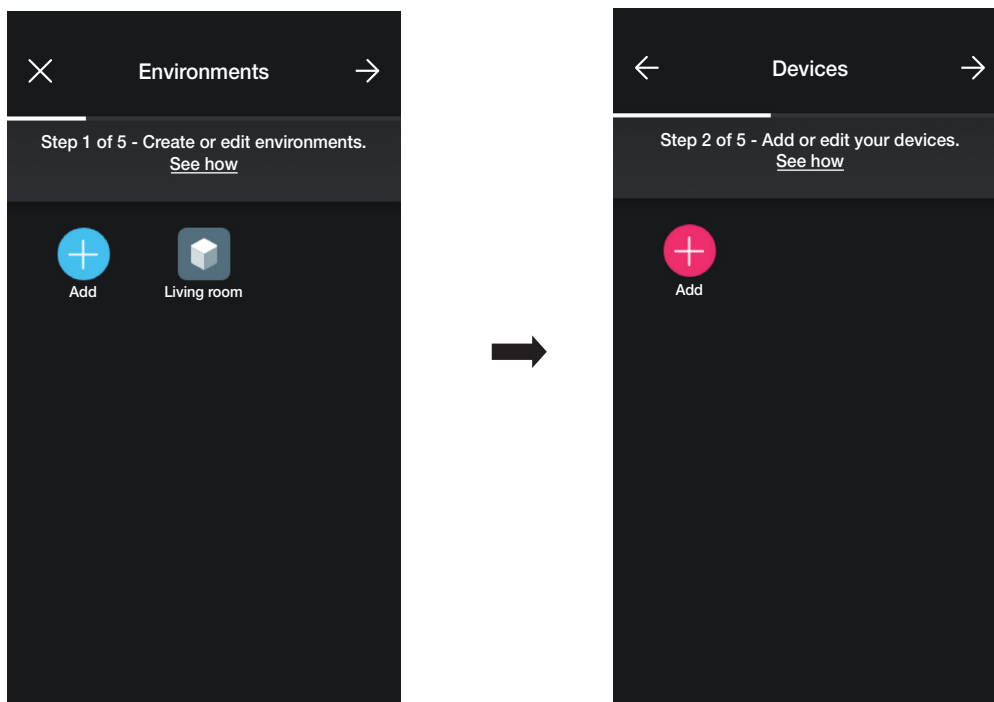 Environments
Step 1 of 5 - Create or edit environments.
See how
Add
Living room
Devices
Step 2 of 5 - Add or edit your devices.
See how
Add